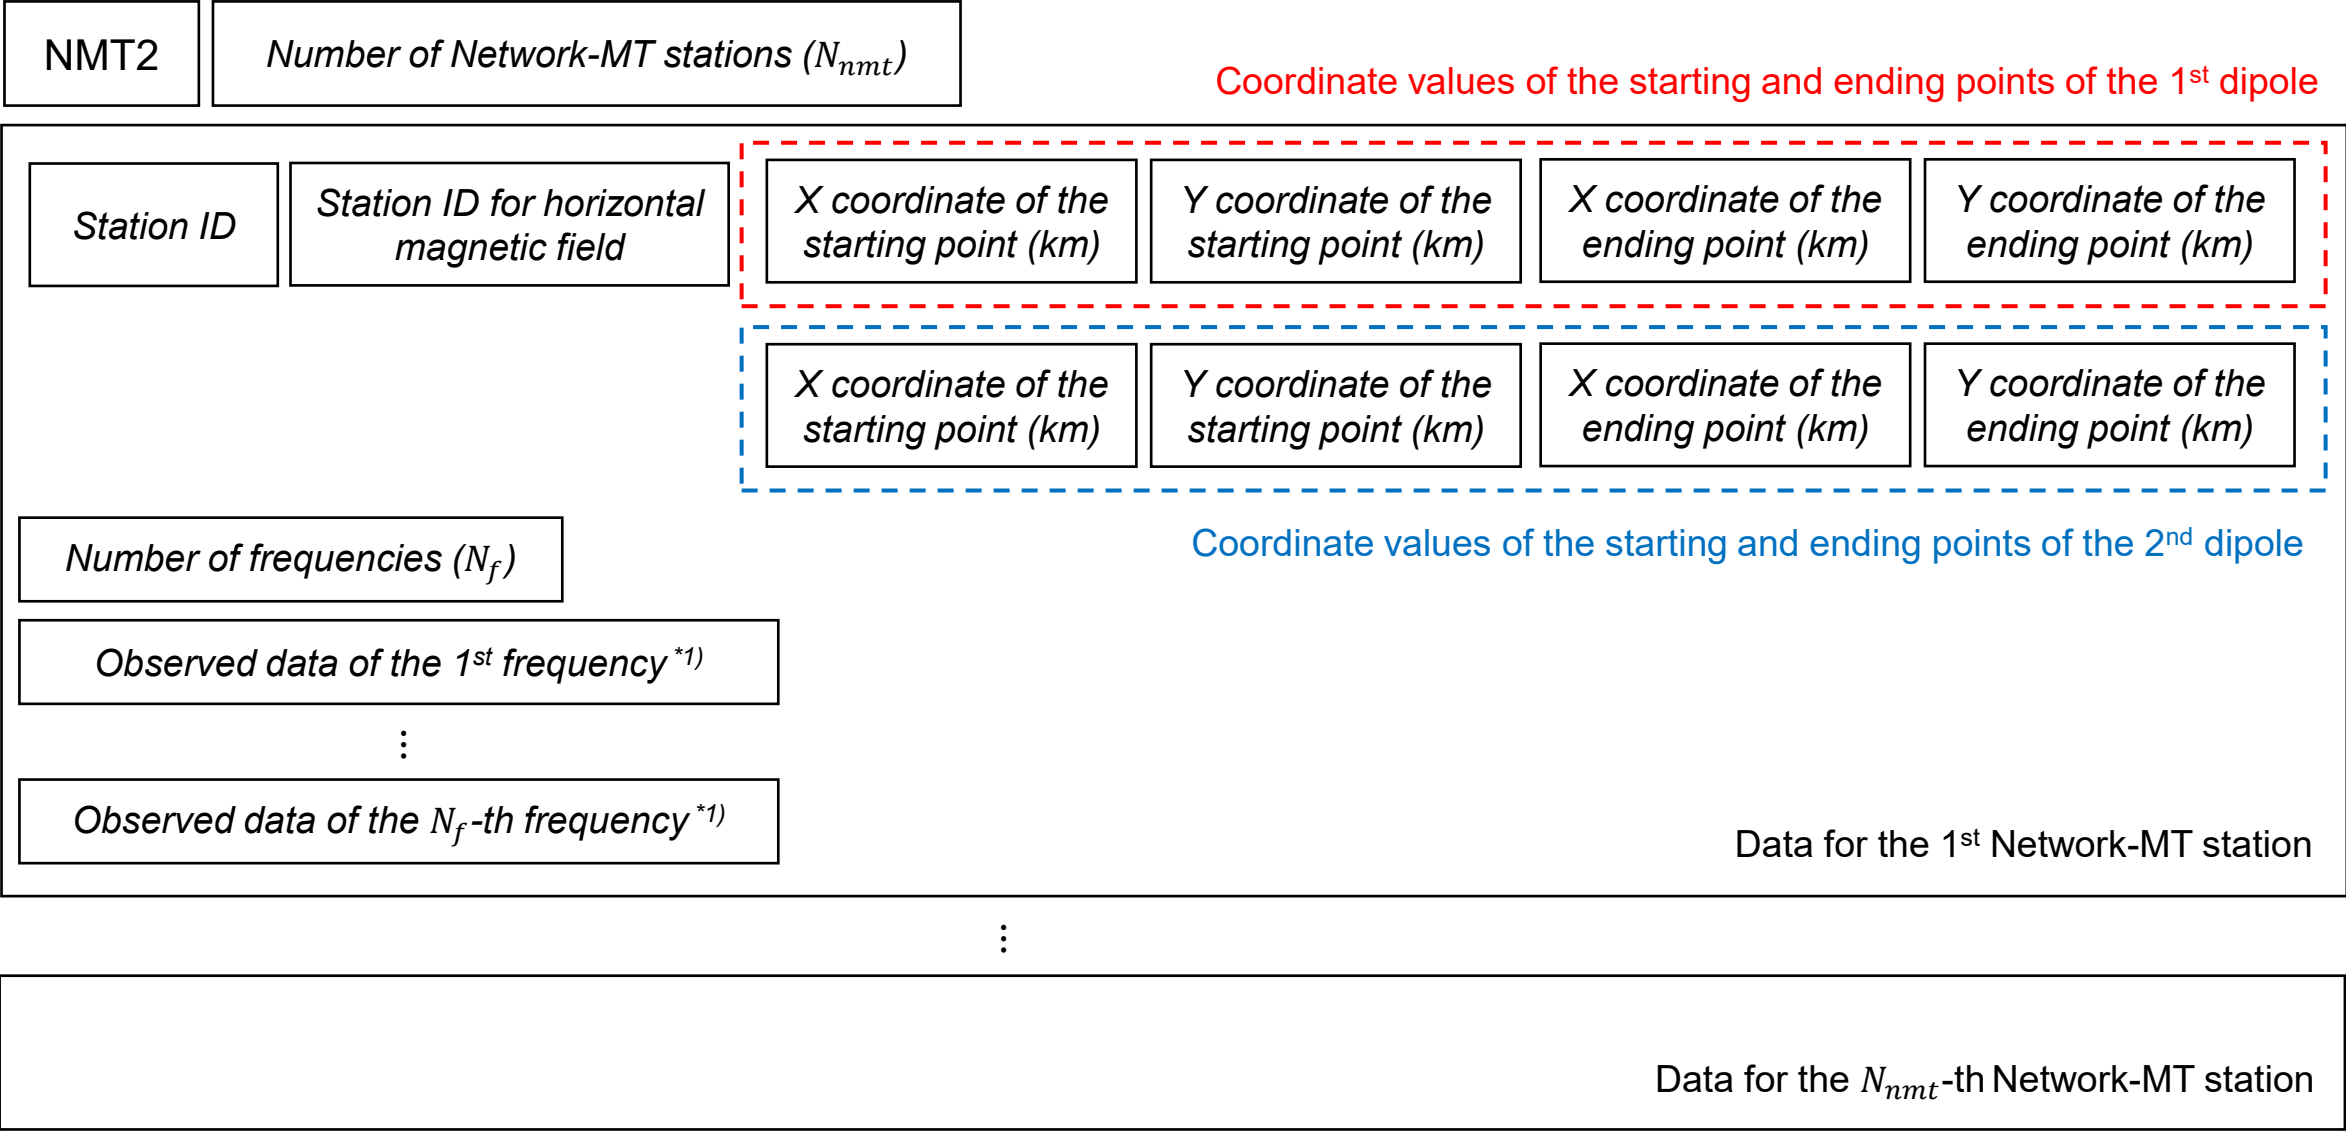 NMT2
Number of Network-MT stations (N_nmt)
Coordinate values of the starting and ending points of the 1st dipole
Station ID
Station ID for horizontal
magnetic field
X coordinate of the
starting point (km)
Y coordinate of the
starting point (km)
X coordinate of the
ending point (km)
Y coordinate of the
ending point (km)
X coordinate of the
starting point (km)
Y coordinate of the
starting point (km)
X coordinate of the
ending point (km)
Y coordinate of the
ending point (km)
Coordinate values of the starting and ending points of the 2nd dipole
Number of frequencies (N_f)
Observed data of the 1st frequency *1)
⋮
Observed data of the N_f-th frequency *1)
Data for the 1st Network-MT station
⋮
Data for the N_nmt-th Network-MT station